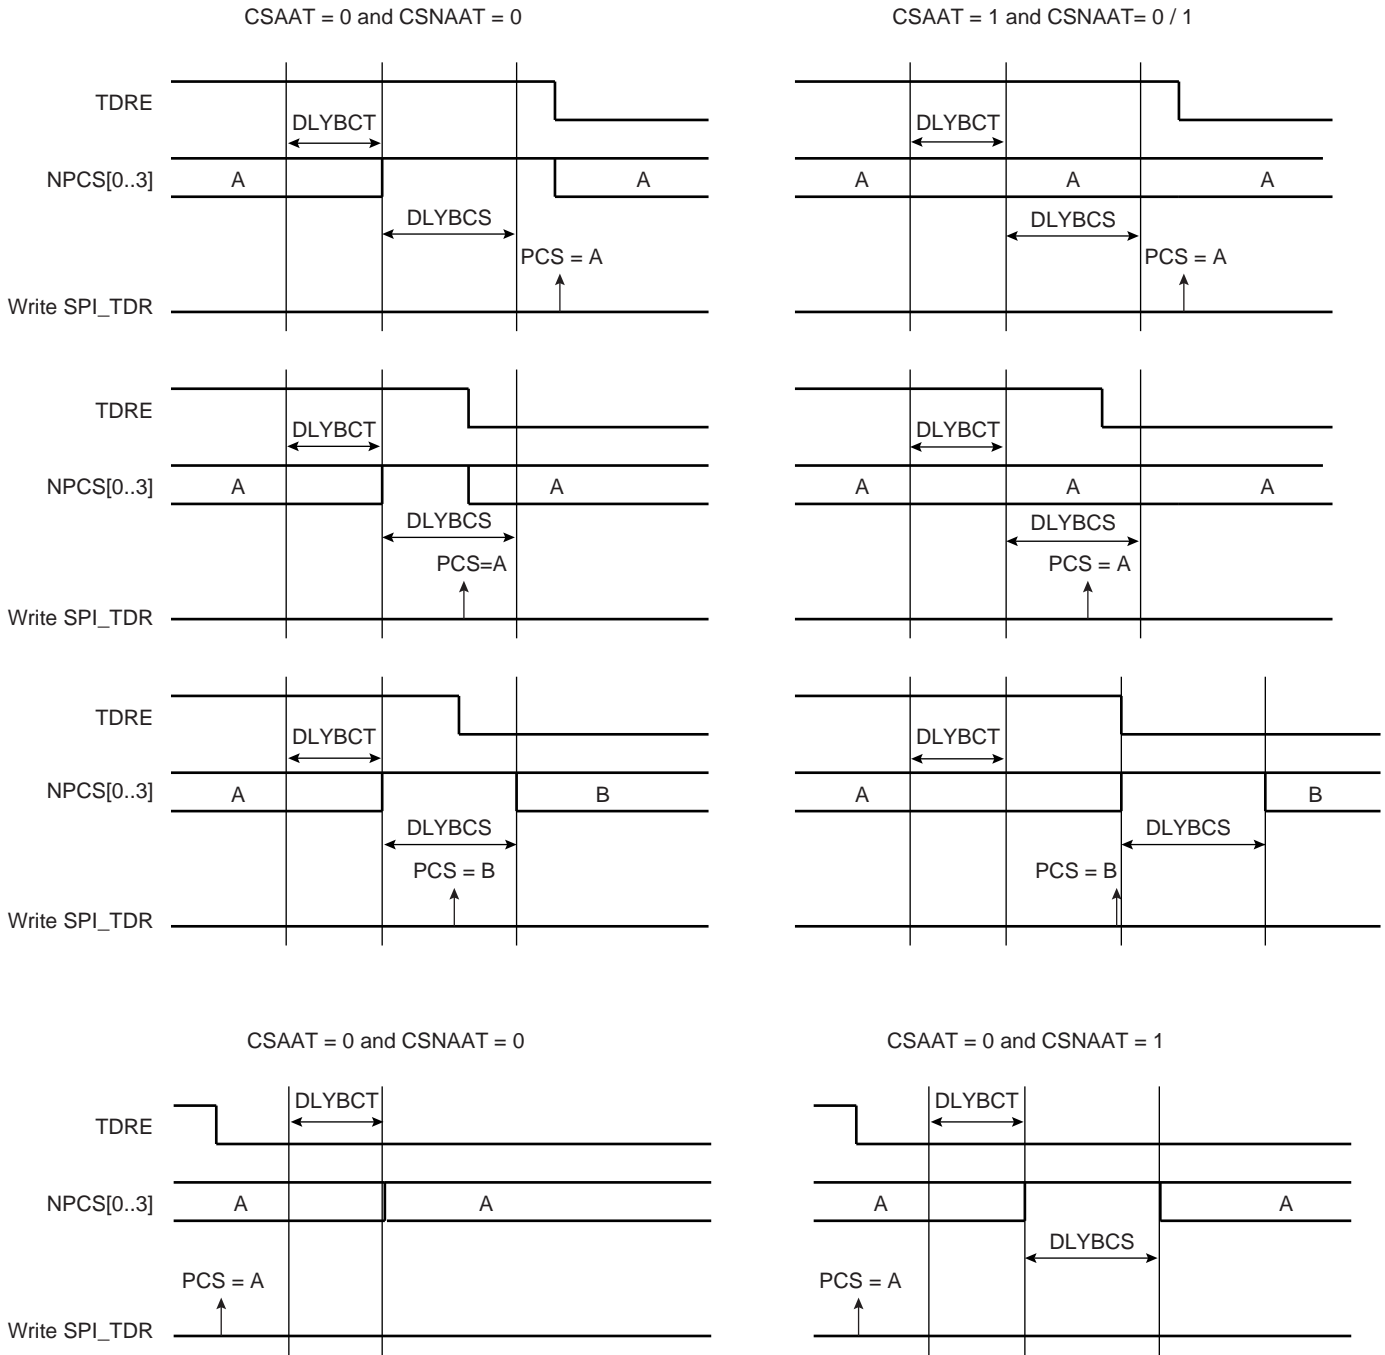 CSAAT = 0 and CSNAAT = 0
CSAAT = 1 and CSNAAT= 0 / 1
TDRE
DLYBCT
DLYBCT
NPCS[0..3]
A
A
A
A
A
DLYBCS
DLYBCS
PCS = A
PCS = A
Write SPI_TDR
TDRE
DLYBCT
DLYBCT
NPCS[0..3]
A
A
A
A
A
DLYBCS
DLYBCS
PCS=A
PCS = A
Write SPI_TDR
TDRE
DLYBCT
DLYBCT
NPCS[0..3]
A
B
A
B
DLYBCS
DLYBCS
PCS = B
PCS = B
Write SPI_TDR
CSAAT = 0 and CSNAAT = 0
CSAAT = 0 and CSNAAT = 1
TDRE
DLYBCT
DLYBCT
NPCS[0..3]
A
A
A
A
DLYBCS
PCS = A
PCS = A
Write SPI_TDR